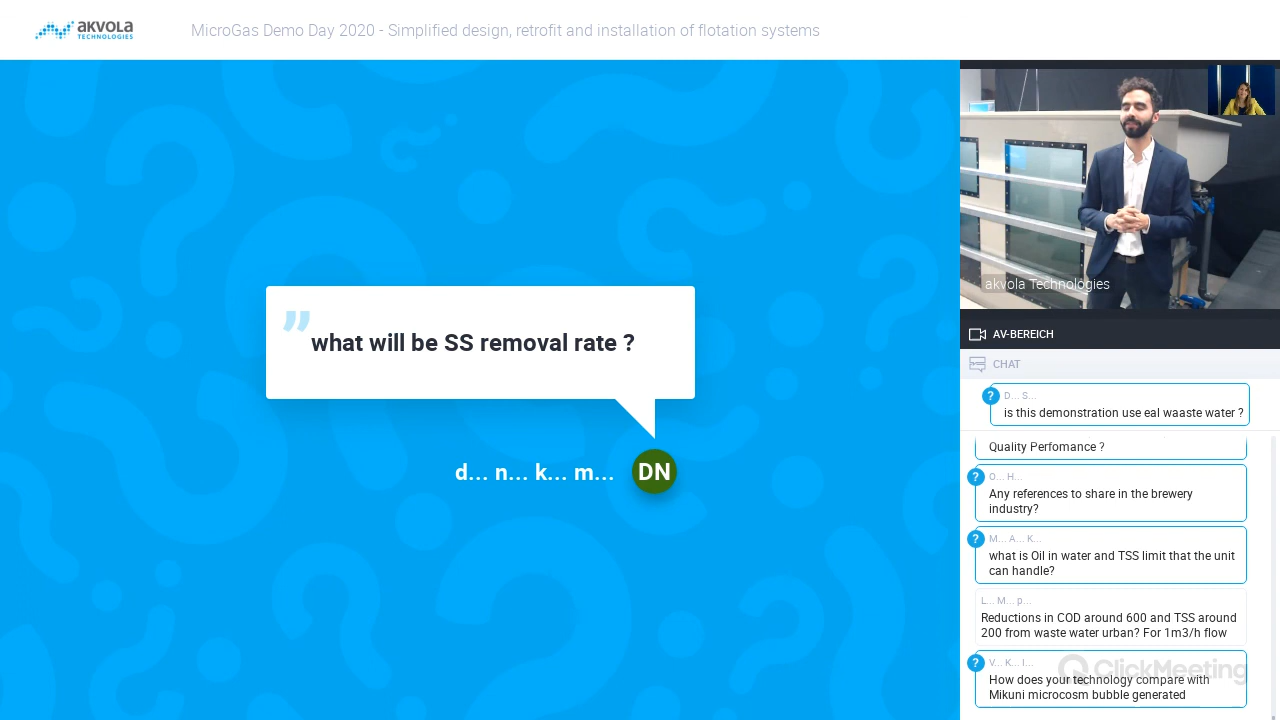 akvola
TECHNOLOGIES
MicroGas Demo Day 2020 - Simplified design, retrofit and installation of flotation systems
what will be SS removal rate ?
d... n... k... m...
DN
akvola Technologies
AV-BEREICH
CHAT
?
D... S...
is this demonstration use eal waaste water ?
Quality Perfomance ?
?
O... H...
Any references to share in the brewery
industry?
?
M... A... K...
what is Oil in water and TSS limit that the unit
can handle?
L... M... p...
Reductions in COD around 600 and TSS around
200 from waste water urban? For 1m3/h flow
?
V... K... I...
How does your technology compare with
Mikuni microcosm bubble generated
ClickMeeting